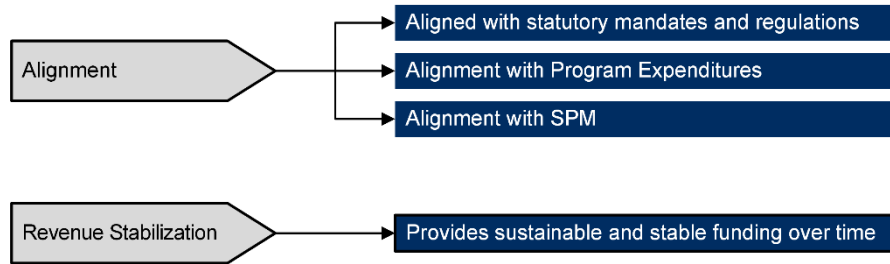 Aligned with statutory mandates and regulations
Alignment
Alignment with Program Expenditures
Alignment with SPM
Revenue Stabilization
Provides sustainable and stable funding over time